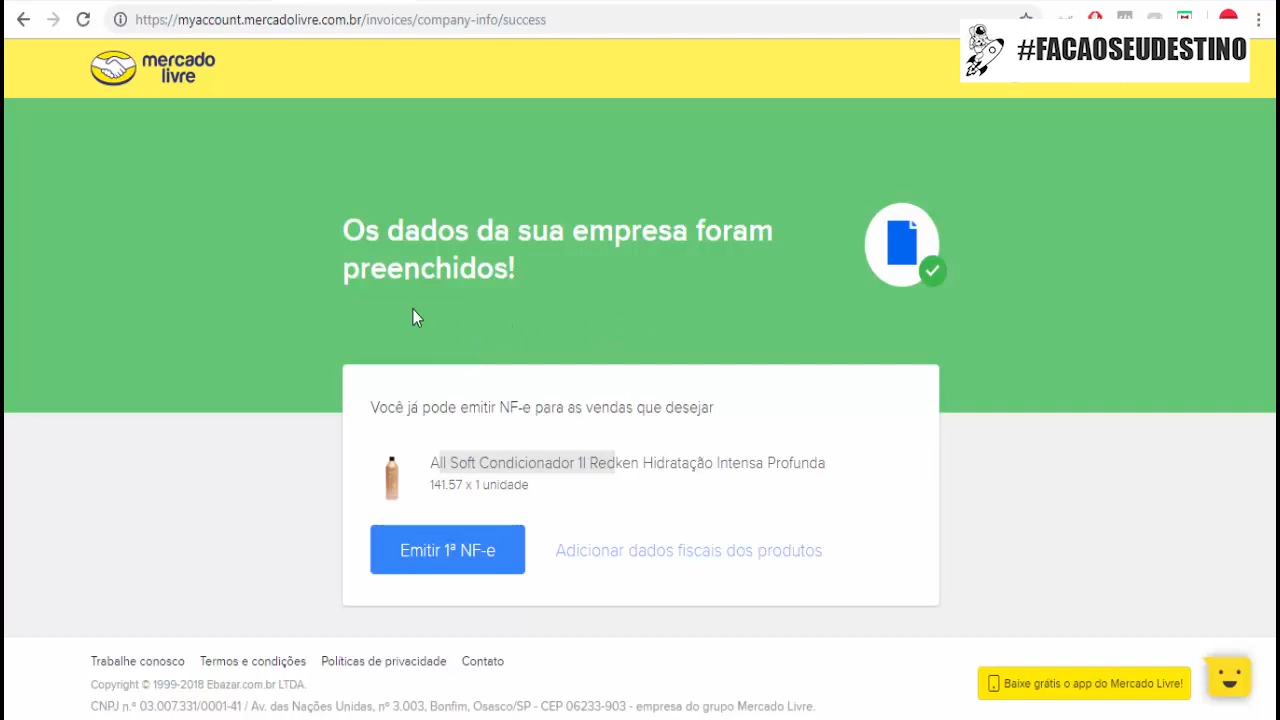 https://myaccount.mercadolivre.com.br/invoices/company-info/success
mercado
livre
#FACAOSEUDESTINO
Os dados da sua empresa foram
preenchidos!
Você já pode emitir NF-e para as vendas que desejar
All Soft Condicionador 1l Redken Hidratação Intensa Profunda
141.57 x 1 unidade
Emitir 1ª NF-e
Adicionar dados fiscais dos produtos
Trabalhe conosco
Termos e condições
Políticas de privacidade
Contato
Copyright © 1999-2018 Ebazar.com.br LTDA.
Baixe grátis o app do Mercado Livre!
CNPJ n.º 03.007.331/0001-41 / Av. das Nações Unidas, nº 3.003, Bonfim, Osasco/SP - CEP 06233-903 - empresa do grupo Mercado Livre.